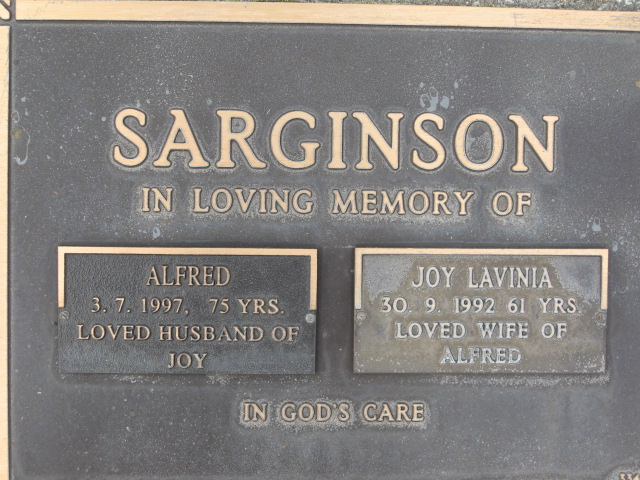 SARGINSON
IN LOVING MEMORY OF
ALFRED
3. 7. 1997, 75 YRS.
LOVED HUSBAND OF
JOY
JOY LAVINIA
30. 9. 1992 61 YRS.
LOVED WIFE OF
ALFRED
IN GOD'S CARE